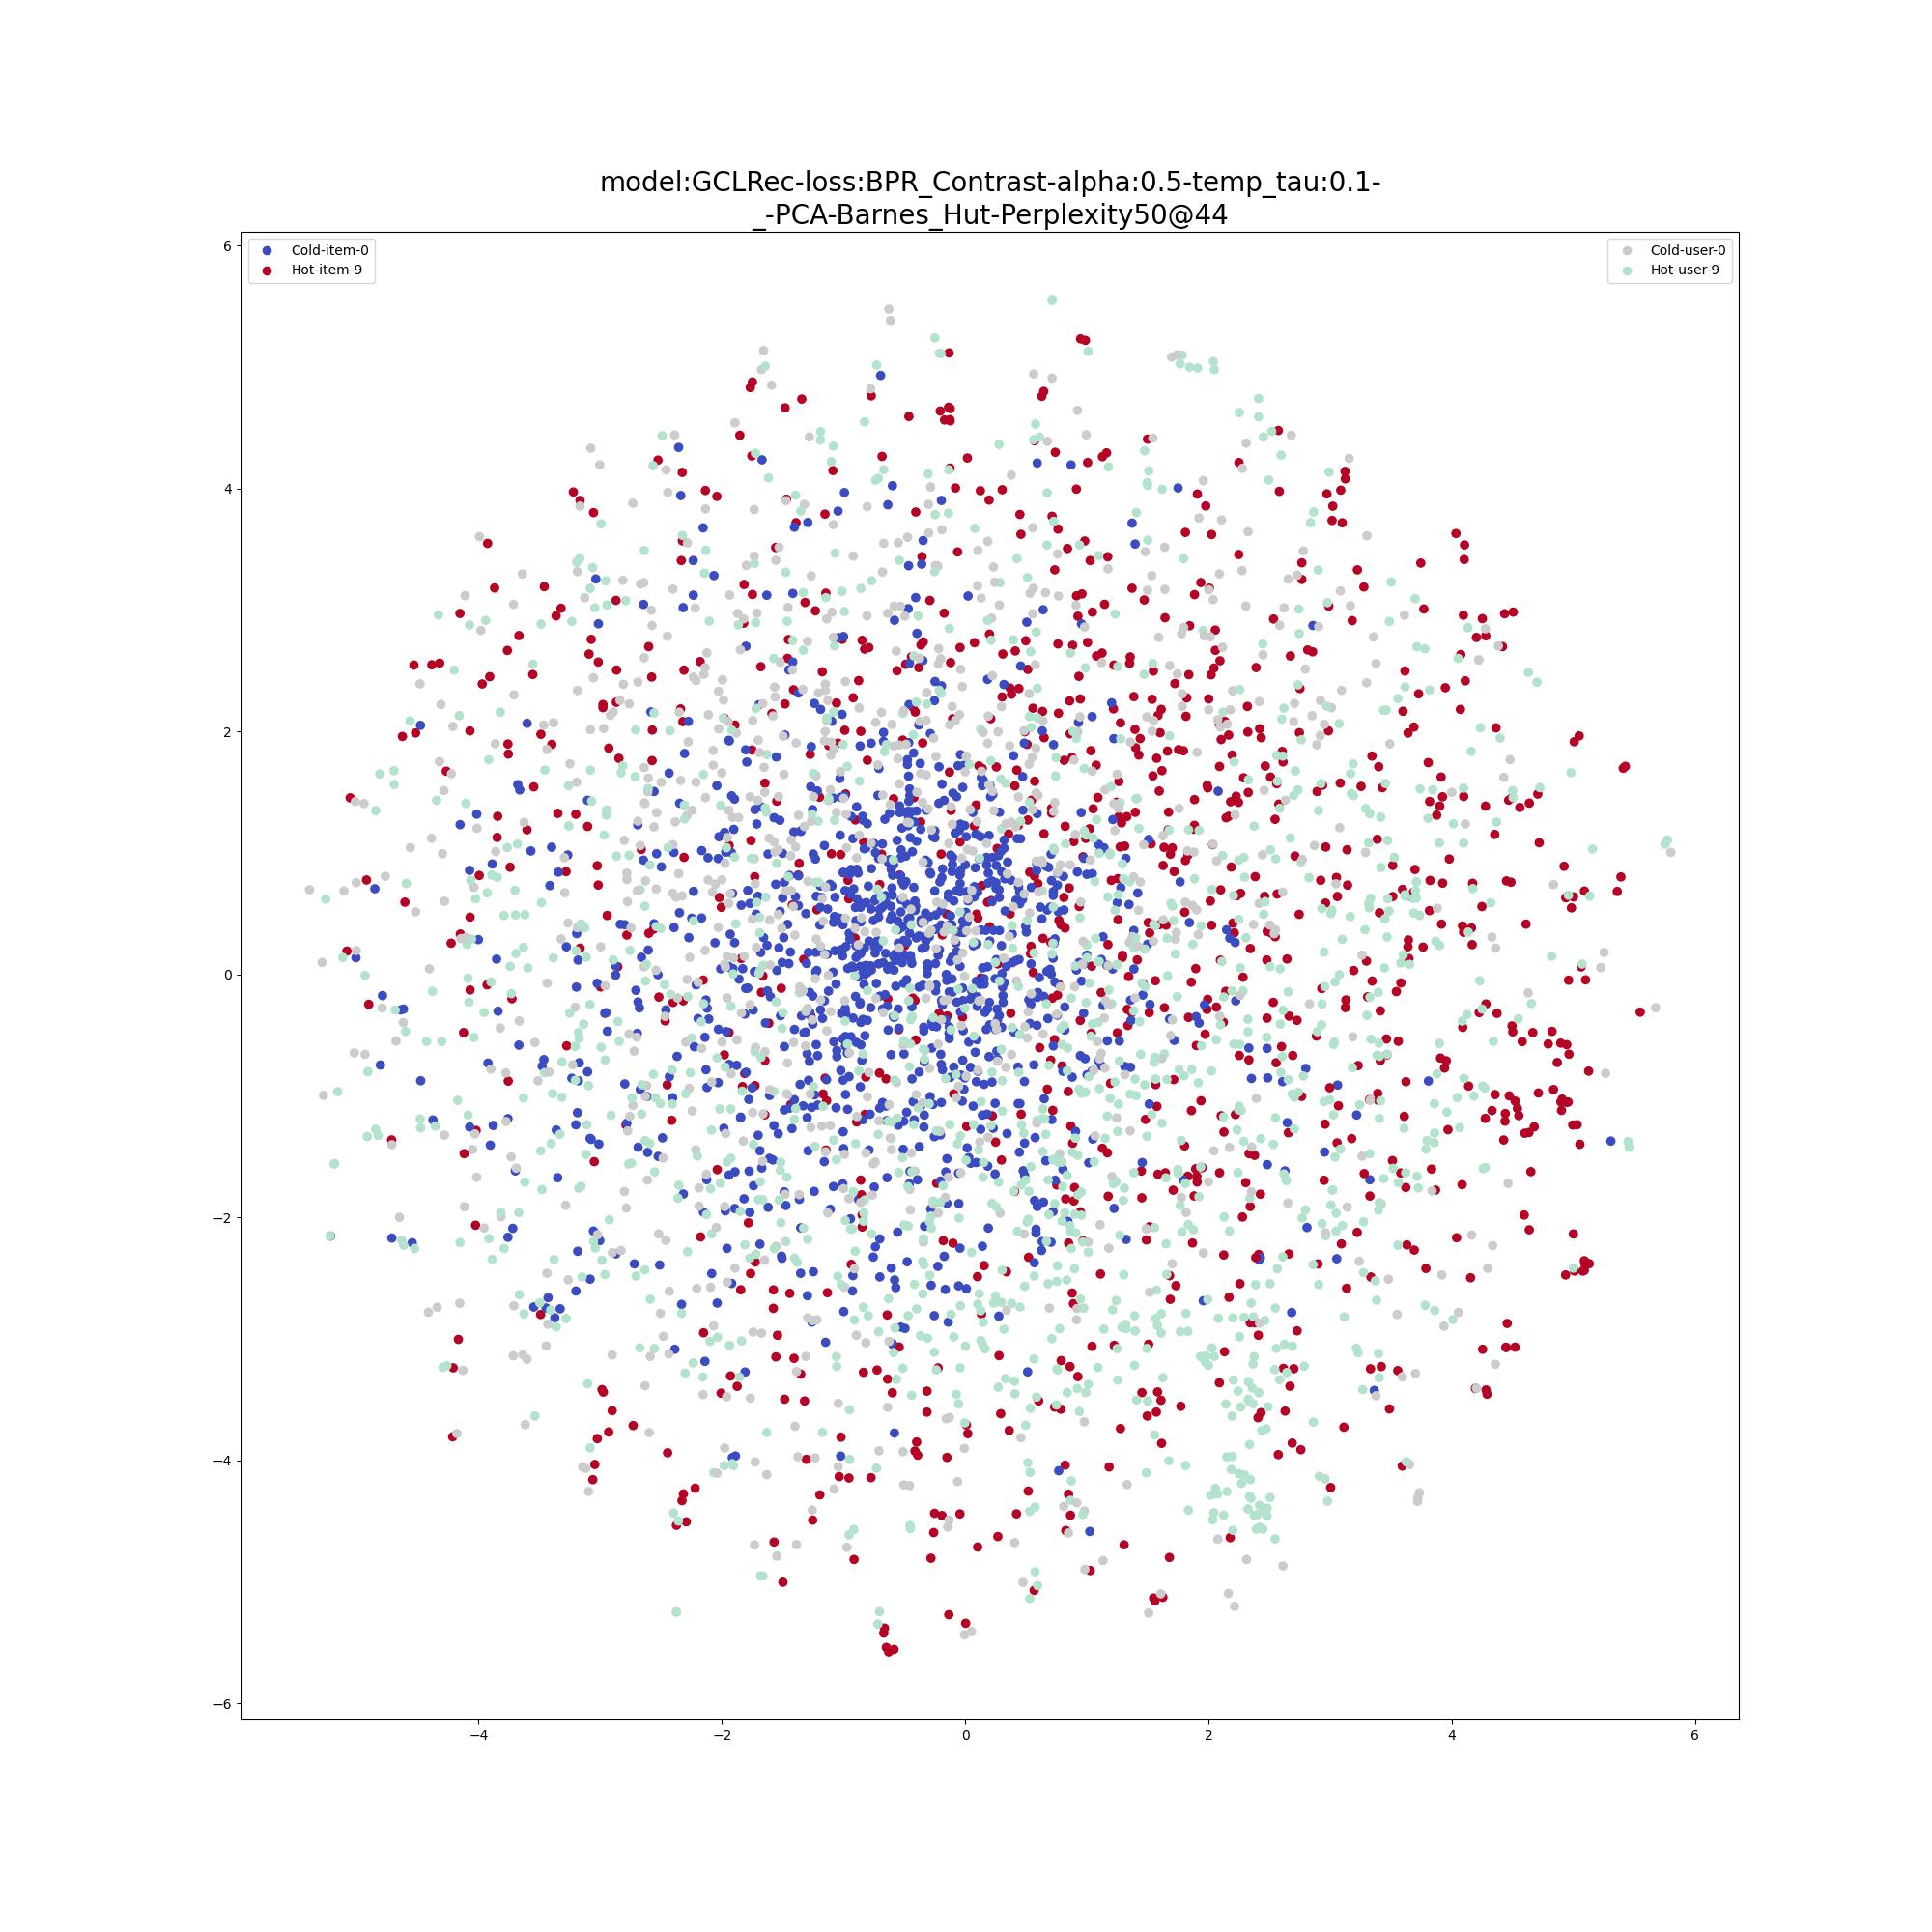 model:GCLRec-loss:BPR_Contrast-alpha:0.5-temp_tau:0.1-
_-PCA-Barnes_Hut-Perplexity50@44
Cold-item-0
Hot-item-9
Cold-user-0
Hot-user-9
6
4
2
0
−2
−4
−6
−4
−2
0
2
4
6